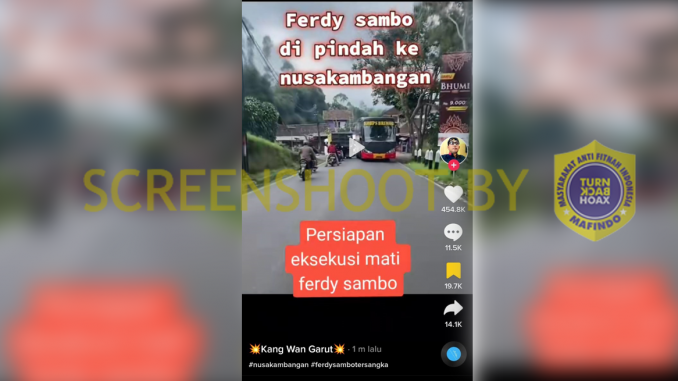 Ferdy sambo
di pindah ke
nusakambangan
BHUMI
SCREENSHOOT BY
MASYARAKAT ANTI FITNAH INDONESIA
TURN
BACK
HOAX
MAFINDO
454.8K
Persiapan
eksekusi mati
ferdy sambo
11.5K
19.7K
14.1K
💥Kang Wan Garut💥 · 1 m lalu
#nusakambangan #ferdysambotersangka